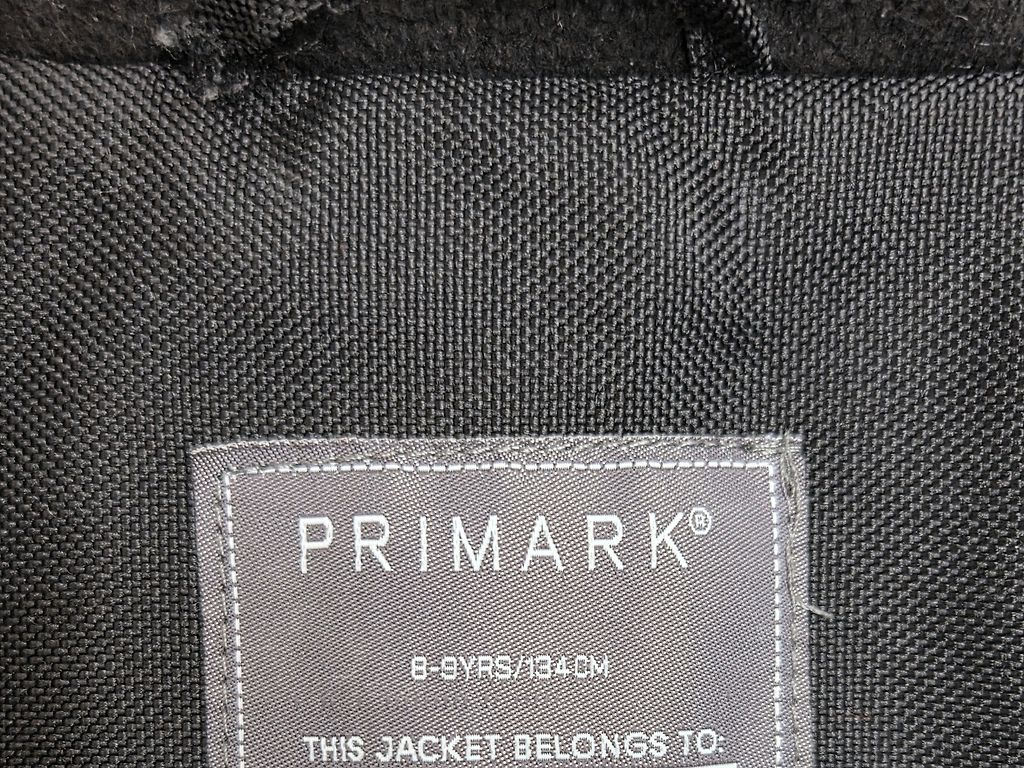 PRIMARK®
8-9YRS/134CM
THIS JACKET BELONGS TO: